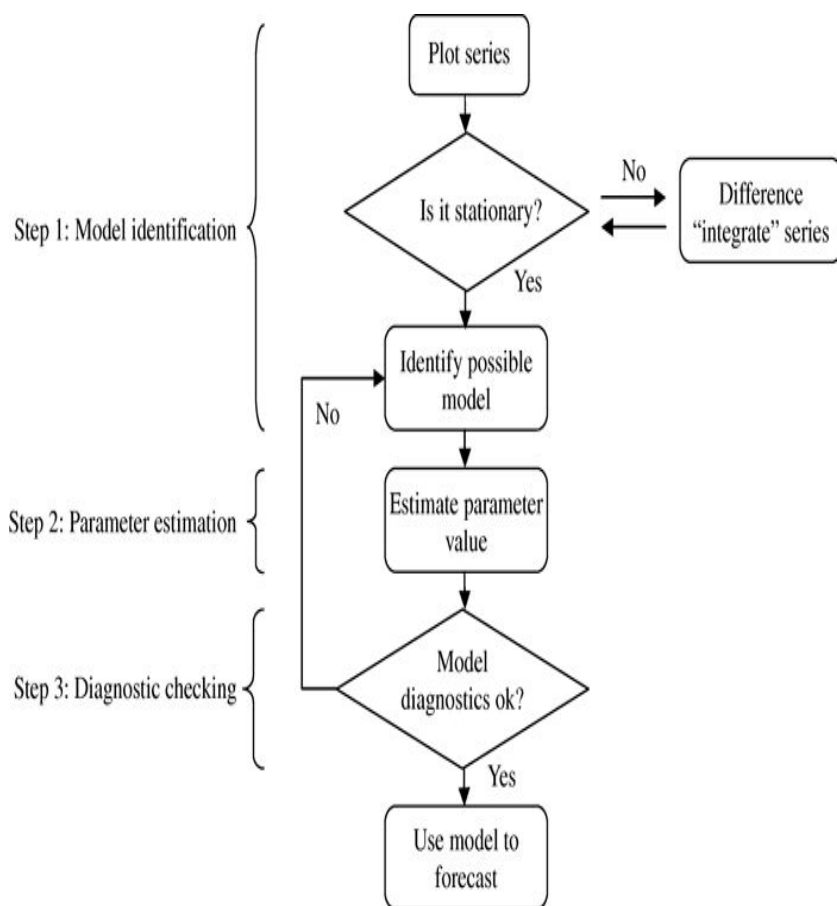 Plot series
Is it stationary?
No
Difference
“integrate” series
Step 1: Model identification
Yes
Identify possible
model
No
Step 2: Parameter estimation
Estimate parameter
value
Step 3: Diagnostic checking
Model
diagnostics ok?
Yes
Use model to
forecast